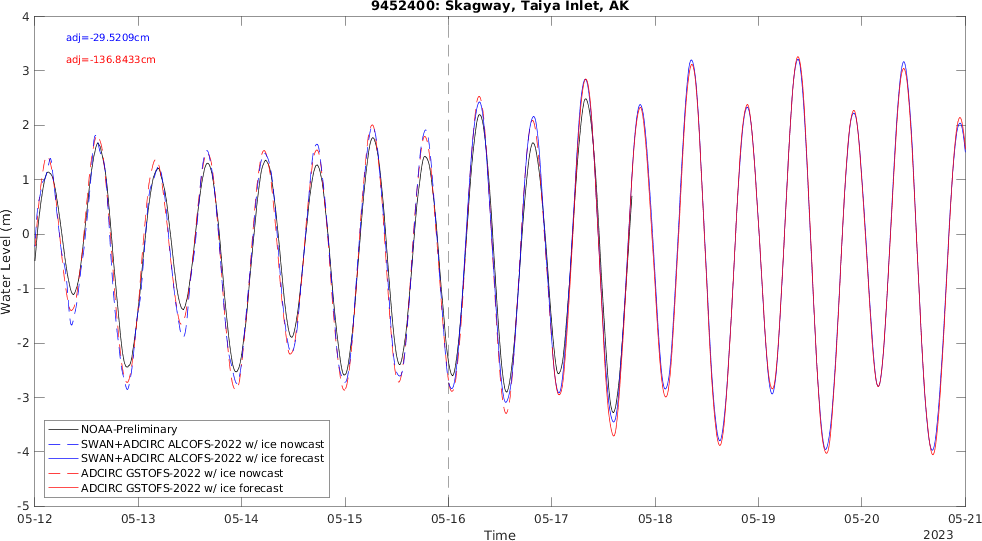 9452400: Skagway, Taiya Inlet, AK
adj=-29.5209cm
adj=-136.8433cm
Water Level (m)
4
3
2
1
0
-1
-2
-3
-4
-5
NOAA-Preliminary
SWAN+ADCIRC ALCOFS-2022 w/ ice nowcast
SWAN+ADCIRC ALCOFS-2022 w/ ice forecast
ADCIRC GSTOFS-2022 w/ ice nowcast
ADCIRC GSTOFS-2022 w/ ice forecast
05-12 05-13 05-14 05-15 05-16 05-17 05-18 05-19 05-20 05-21
Time
2023